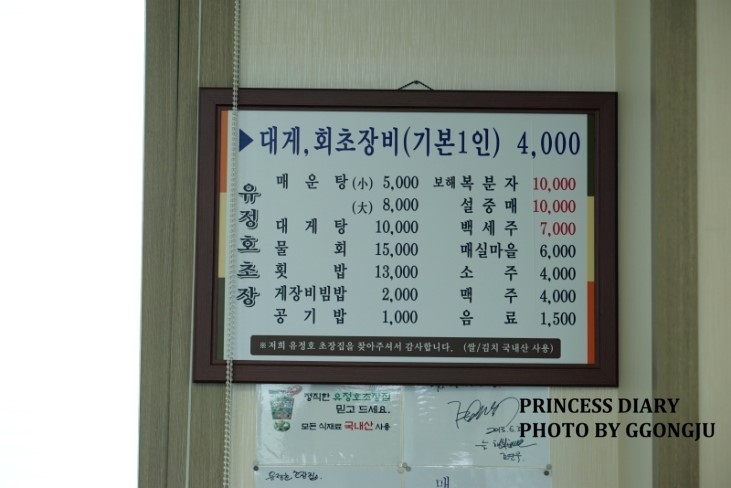 ▶대게,회초장비(기본1인) 4,000
유정호초장
매운탕 (小) 5,000
(大) 8,000
대게탕 10,000
물회 15,000
횟밥 13,000
게장비빔밥 2,000
공기밥 1,000
보해 복분자 10,000
설중매 10,000
백세주 7,000
매실마을 6,000
소주 4,000
맥주 4,000
음료 1,500
※ 저희 유정호 초장집을 찾아주셔서 감사합니다. (쌀/김치 국내산 사용)
정직한 유정호초장집
믿고 드세요.
모든 식재료 국내산 사용
PRINCESS DIARY
PHOTO BY GGONGJU